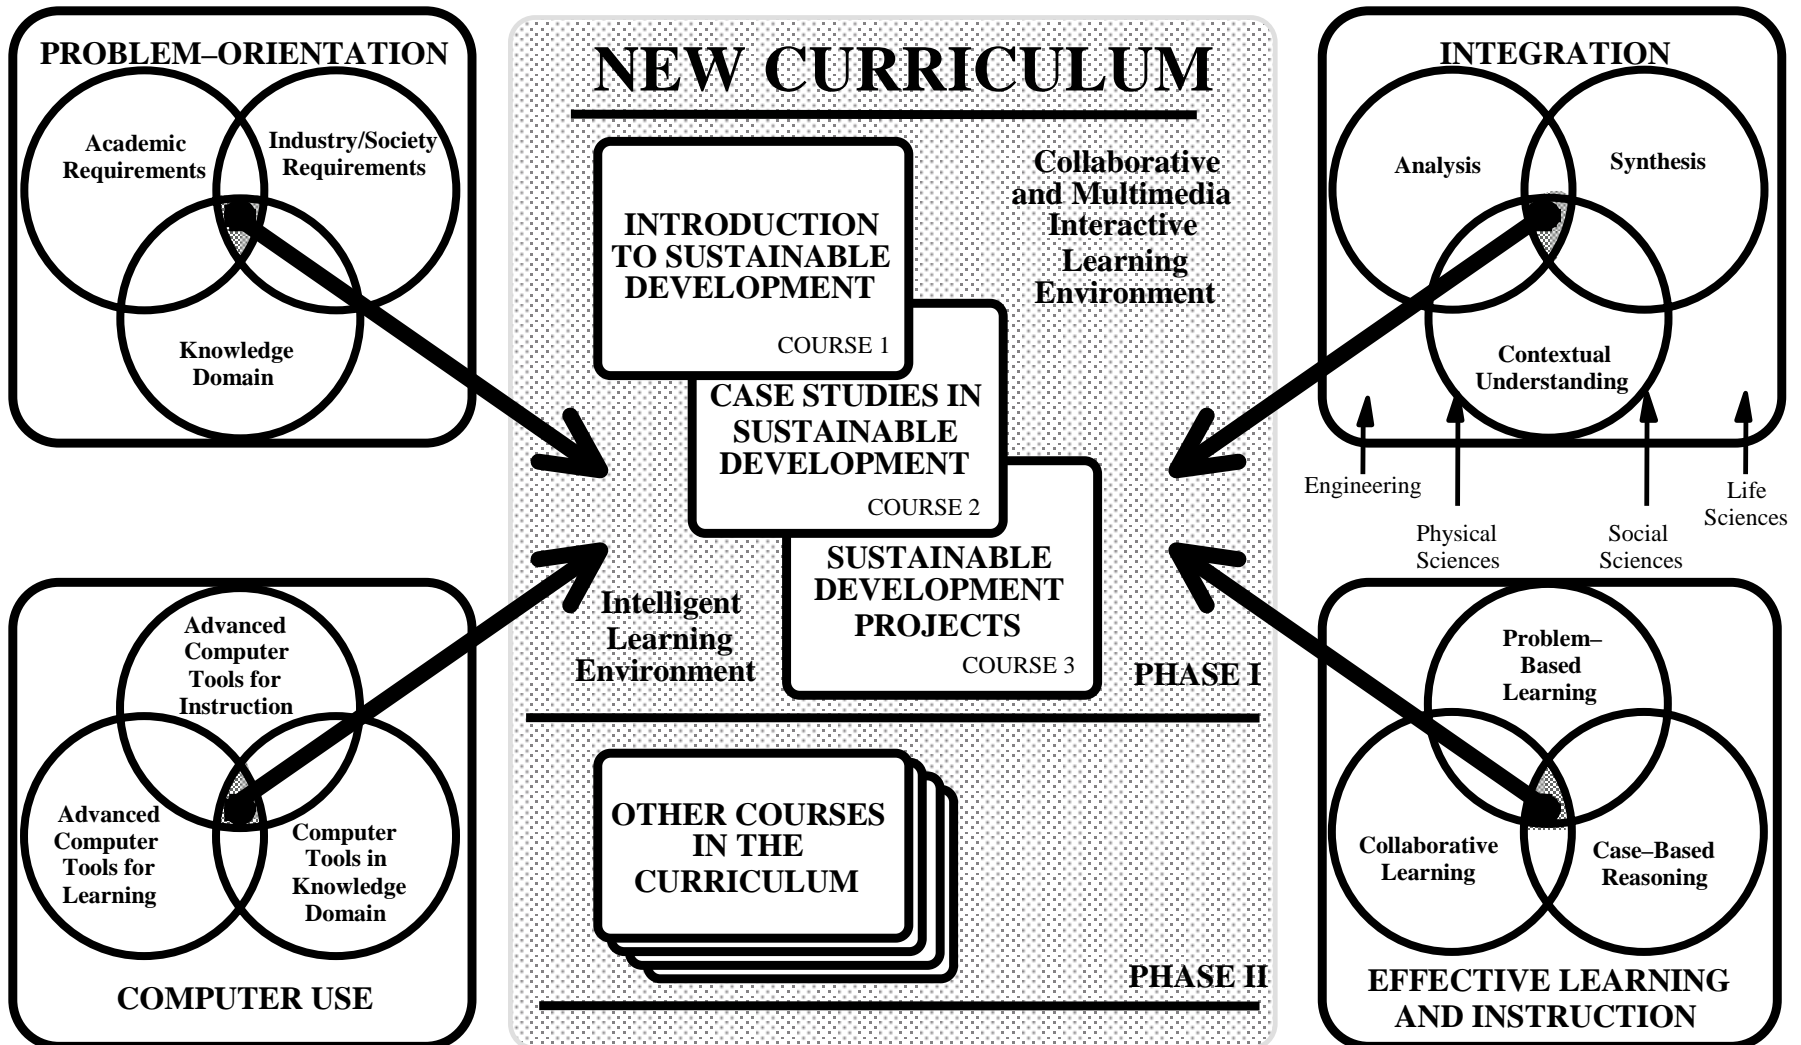 PROBLEM–ORIENTATION
Academic
Requirements
Industry/Society
Requirements
Knowledge
Domain
NEW CURRICULUM
INTRODUCTION
TO SUSTAINABLE
DEVELOPMENT
COURSE 1
Collaborative
and Multimedia
Interactive
Learning
Environment
CASE STUDIES IN
SUSTAINABLE
DEVELOPMENT
COURSE 2
SUSTAINABLE
DEVELOPMENT
PROJECTS
COURSE 3
Intelligent
Learning
Environment
PHASE I
OTHER COURSES
IN THE
CURRICULUM
PHASE II
INTEGRATION
Analysis
Synthesis
Contextual
Understanding
Engineering
Physical
Sciences
Social
Sciences
Life
Sciences
Advanced
Computer
Tools for
Instruction
Advanced
Computer
Tools for
Learning
Computer
Tools in
Knowledge
Domain
COMPUTER USE
Problem–
Based
Learning
Collaborative
Learning
Case–Based
Reasoning
EFFECTIVE LEARNING
AND INSTRUCTION